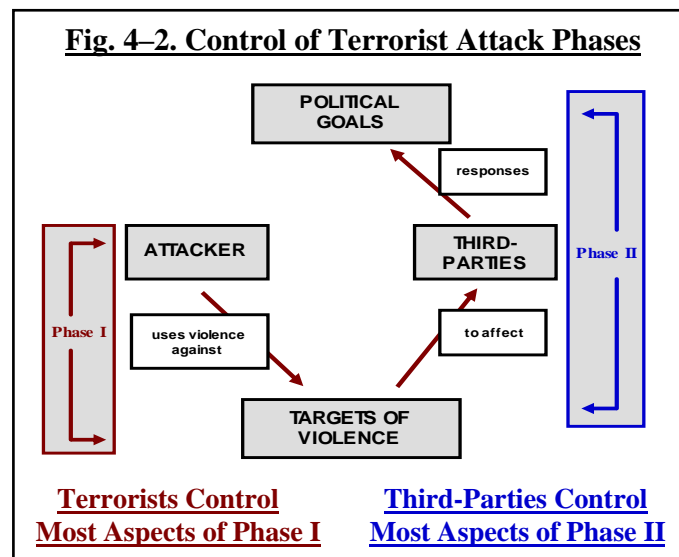 Fig. 4–2. Control of Terrorist Attack Phases
POLITICAL
GOALS
responses
ATTACKER
THIRD-
PARTIES
Phase I
Phase II
uses violence
against
to affect
TARGETS OF
VIOLENCE
Terrorists Control
Most Aspects of Phase I
Third-Parties Control
Most Aspects of Phase II